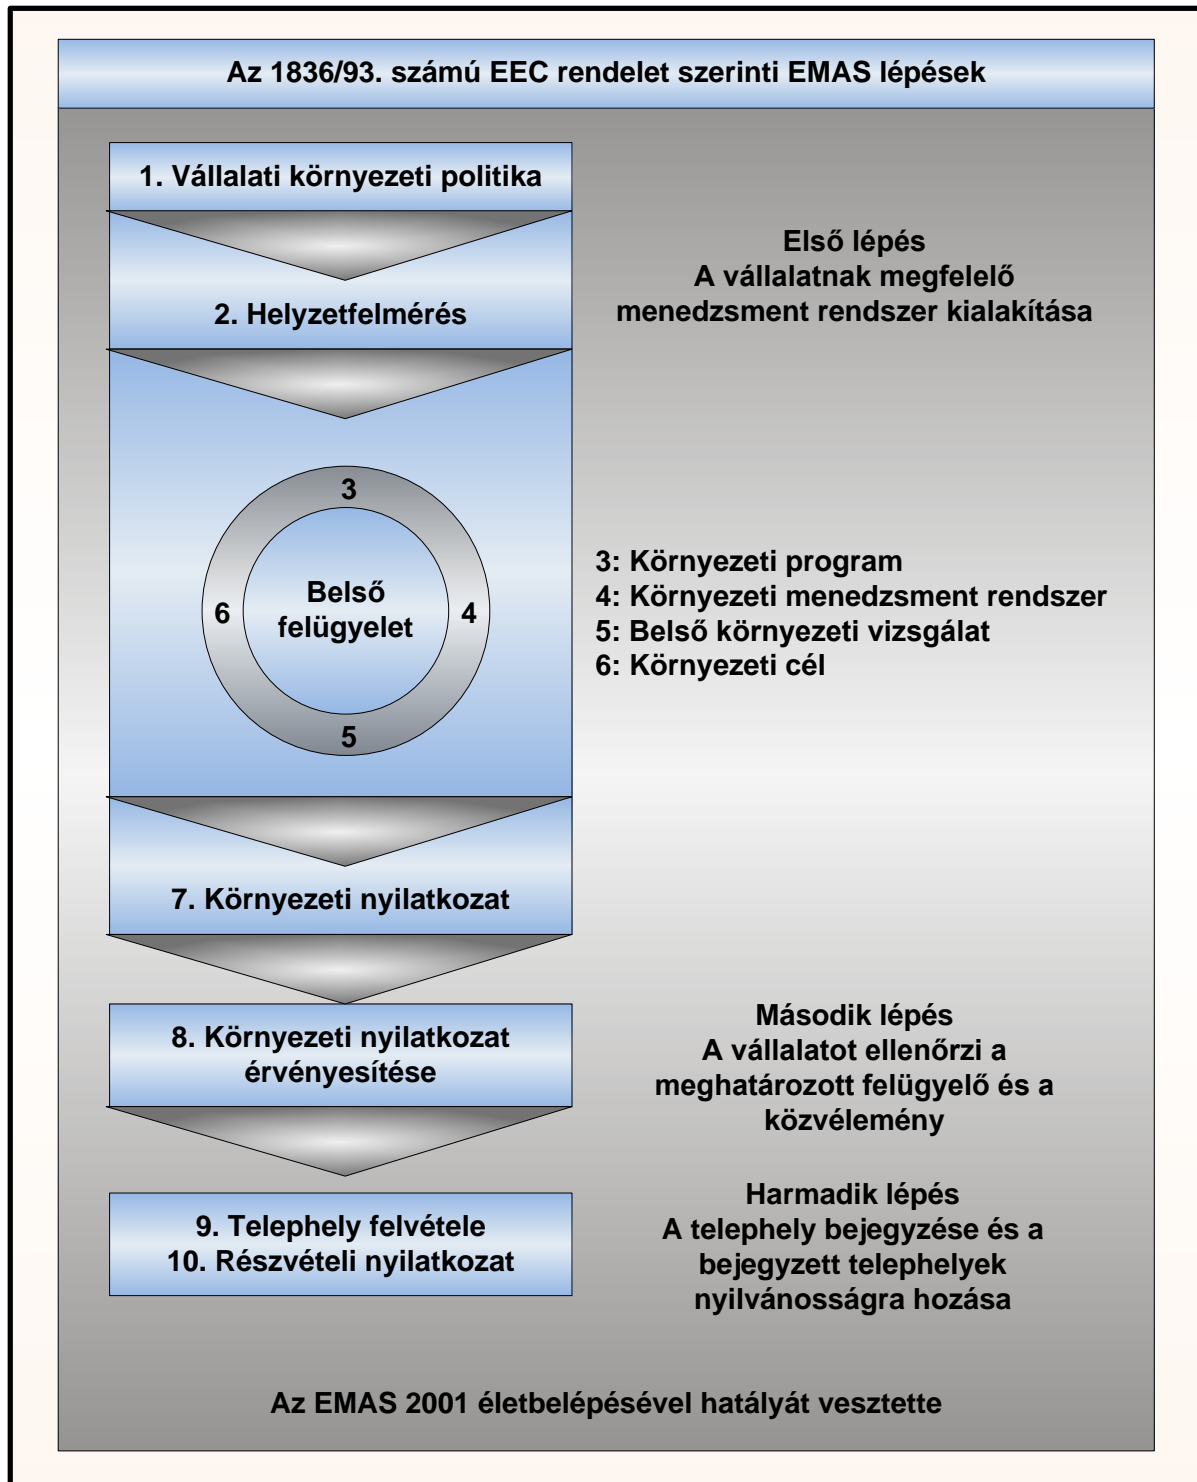 Az 1836/93. számú EEC rendelet szerinti EMAS lépések
1. Vállalati környezeti politika
Első lépés
A vállalatnak megfelelő
menedzsment rendszer kialakítása
2. Helyzetfelmérés
3
6
Belső
felügyelet
4
5
3: Környezeti program
4: Környezeti menedzsment rendszer
5: Belső környezeti vizsgálat
6: Környezeti cél
7. Környezeti nyilatkozat
8. Környezeti nyilatkozat
érvényesítése
Második lépés
A vállalatot ellenőrzi a
meghatározott felügyelő és a
közvélemény
9. Telephely felvétele
10. Részvételi nyilatkozat
Harmadik lépés
A telephely bejegyzése és a
bejegyzett telephelyek
nyilvánosságra hozása
Az EMAS 2001 életbelépésével hatályát vesztette